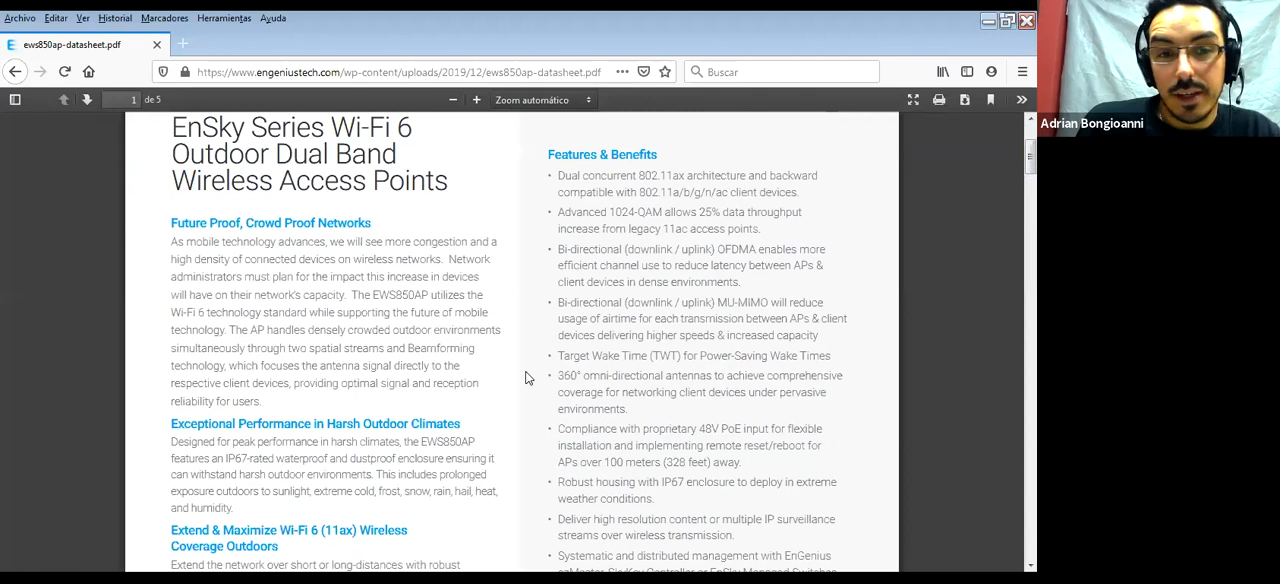 Archivo Editar Ver Historial Marcadores Herramientas Ayuda
ews850ap-datasheet.pdf
https://www.engeniustech.com/wp-content/uploads/2019/12/ews850ap-datasheet.pdf
Buscar
1 de 5
Zoom automático
Adrian Bongioanni
EnSky Series Wi-Fi 6
Outdoor Dual Band
Wireless Access Points
Future Proof, Crowd Proof Networks
As mobile technology advances, we will see more congestion and a
high density of connected devices on wireless networks. Network
administrators must plan for the impact this increase in devices
will have on their network's capacity. The EWS850AP utilizes the
Wi-Fi 6 technology standard while supporting the future of mobile
technology. The AP handles densely crowded outdoor environments
simultaneously through two spatial streams and Beamforming
technology, which focuses the antenna signal directly to the
respective client devices, providing optimal signal and reception
reliability for users.
Exceptional Performance in Harsh Outdoor Climates
Designed for peak performance in harsh climates, the EWS850AP
features an IP67-rated waterproof and dustproof enclosure ensuring it
can withstand harsh outdoor environments. This includes prolonged
exposure outdoors to sunlight, extreme cold, frost, snow, rain, hail, heat,
and humidity.
Extend & Maximize Wi-Fi 6 (11ax) Wireless
Coverage Outdoors
Extend the network over short or long-distances with robust
Features & Benefits
• Dual concurrent 802.11ax architecture and backward
compatible with 802.11a/b/g/n/ac client devices.
• Advanced 1024-QAM allows 25% data throughput
increase from legacy 11ac access points.
• Bi-directional (downlink / uplink) OFDMA enables more
efficient channel use to reduce latency between APs &
client devices in dense environments.
• Bi-directional (downlink / uplink) MU-MIMO will reduce
usage of airtime for each transmission between APs & client
devices delivering higher speeds & increased capacity
• Target Wake Time (TWT) for Power-Saving Wake Times
• 360° omni-directional antennas to achieve comprehensive
coverage for networking client devices under pervasive
environments.
• Compliance with proprietary 48V PoE input for flexible
installation and implementing remote reset/reboot for
APs over 100 meters (328 feet) away.
• Robust housing with IP67 enclosure to deploy in extreme
weather conditions.
• Deliver high resolution content or multiple IP surveillance
streams over wireless transmission.
• Systematic and distributed management with EnGenius
ezMaster, SkyKey Controller or EnSky Managed Switches